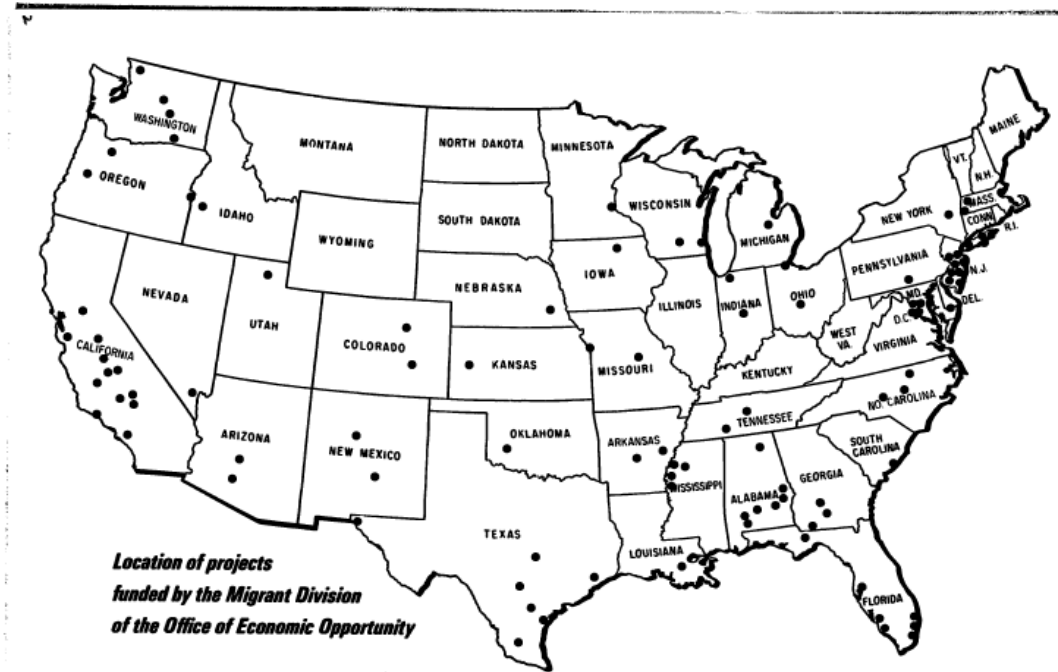 MAINE
WASHINGTON
MONTANA
NORTH DAKOTA
MINNESOTA
VT.
N.H.
OREGON
IDAHO
WISCONSIN
MASS.
SOUTH DAKOTA
NEW YORK
CONN.
R.I.
MICHIGAN
WYOMING
PENNSYLVANIA
IOWA
N.J.
NEBRASKA
NEVADA
ILLINOIS
INDIANA
OHIO
MD.
DEL.
UTAH
D.C.
CALIFORNIA
COLORADO
WEST
VA.
VIRGINIA
KANSAS
MISSOURI
KENTUCKY
NO. CAROLINA
TENNESSEE
ARIZONA
OKLAHOMA
ARKANSAS
SOUTH
CAROLINA
NEW MEXICO
GEORGIA
MISSISSIPPI
ALABAMA
TEXAS
LOUISIANA
FLORIDA
Location of projects
funded by the Migrant Division
of the Office of Economic Opportunity